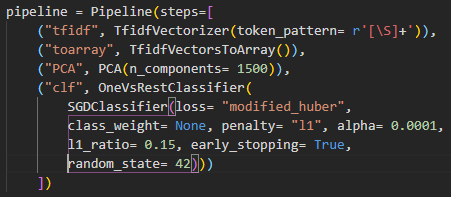 pipeline = Pipeline(steps=[
("tfidf", TfidfVectorizer(token_pattern= r'[\S]+')),
("toarray", TfidfVectorsToArray()),
("PCA", PCA(n_components= 1500)),
("clf", OneVsRestClassifier(
SGDClassifier(loss= "modified_huber",
class_weight= None, penalty= "l1", alpha= 0.0001,
l1_ratio= 0.15, early_stopping= True,
random_state= 42)))
])